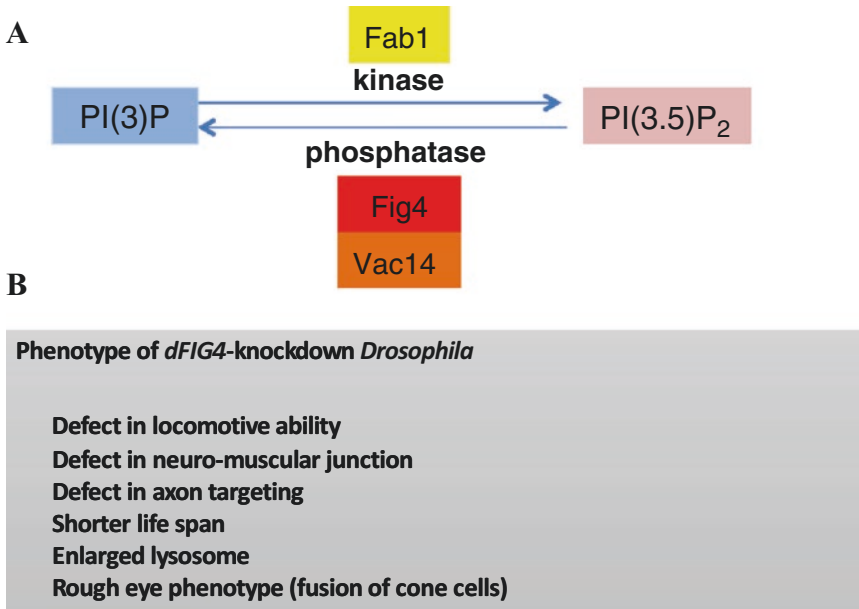 A
Fab1
kinase
PI(3)P
PI(3.5)P₂
phosphatase
Fig4
Vac14
B
Phenotype of dFIG4-knockdown Drosophila
Defect in locomotive ability
Defect in neuro-muscular junction
Defect in axon targeting
Shorter life span
Enlarged lysosome
Rough eye phenotype (fusion of cone cells)